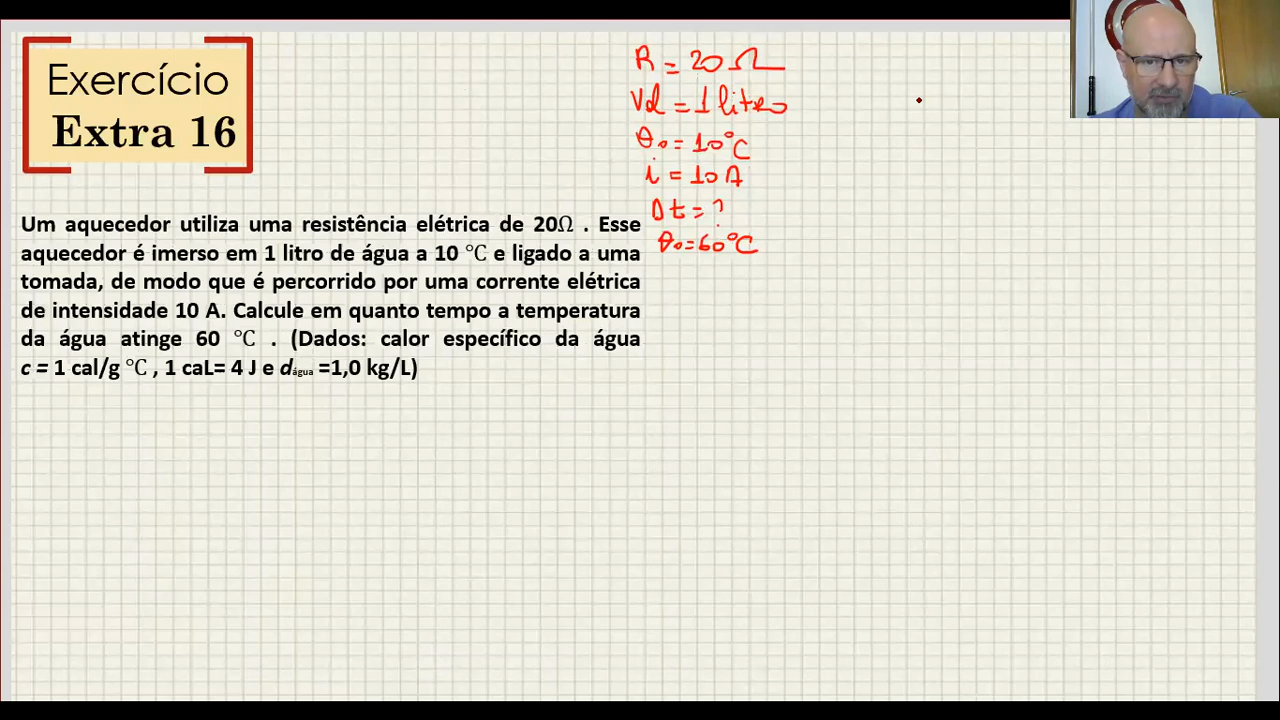 Exercício
Extra 16
R = 20 Ω
Vol = 1 litro
θ₀ = 10°C
i = 10 A
Δt = ?
θ₀ = 60°C
Um aquecedor utiliza uma resistência elétrica de 20Ω . Esse
aquecedor é imerso em 1 litro de água a 10 °C e ligado a uma
tomada, de modo que é percorrido por uma corrente elétrica
de intensidade 10 A. Calcule em quanto tempo a temperatura
da água atinge 60 °C . (Dados: calor específico da água
c = 1 cal/g °C , 1 caL= 4 J e dágua =1,0 kg/L)